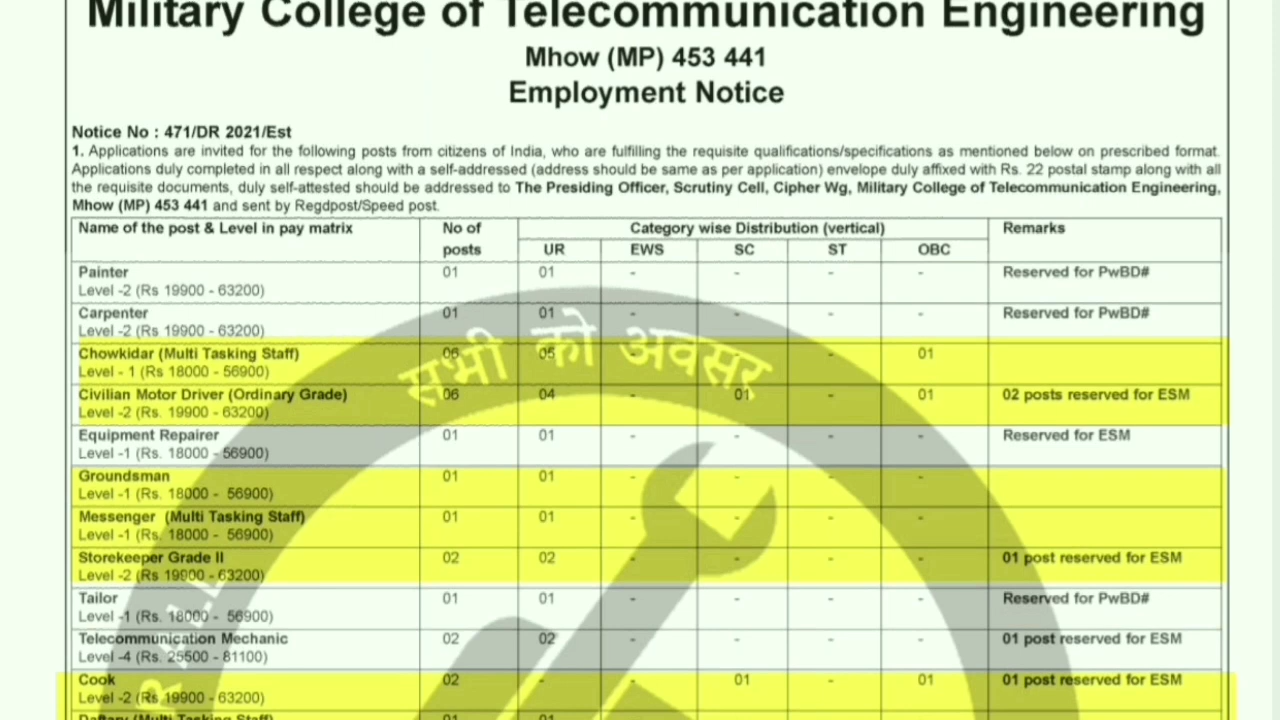 Military College of Telecommunication Engineering
Mhow (MP) 453 441
Employment Notice
Notice No : 471/DR 2021/Est
1. Applications are invited for the following posts from citizens of India, who are fulfilling the requisite qualifications/specifications as mentioned below on prescribed format.
Applications duly completed in all respect along with a self-addressed (address should be same as per application) envelope duly affixed with Rs. 22 postal stamp along with all
the requisite documents, duly self-attested should be addressed to The Presiding Officer, Scrutiny Cell, Cipher Wg, Military College of Telecommunication Engineering,
Mhow (MP) 453 441 and sent by Regdpost/Speed post.
Name of the post & Level in pay matrix No of posts Category wise Distribution (vertical) Remarks
UR EWS SC ST OBC
Painter 01 01 - - - - Reserved for PwBD#
Level -2 (Rs 19900 - 63200)
Carpenter 01 01 - - - - Reserved for PwBD#
Level -2 (Rs 19900 - 63200)
Chowkidar (Multi Tasking Staff) 06 05 - - - 01
Level - 1 (Rs 18000 - 56900)
Civilian Motor Driver (Ordinary Grade) 06 04 - 01 - 01 02 posts reserved for ESM
Level -2 (Rs. 19900 - 63200)
Equipment Repairer 01 01 - - - - Reserved for ESM
Level -1 (Rs. 18000 - 56900)
Groundsman 01 01 - - - -
Level -1 (Rs. 18000 - 56900)
Messenger (Multi Tasking Staff) 01 01 - - - -
Level -1 (Rs. 18000 - 56900)
Storekeeper Grade II 02 02 - - - - 01 post reserved for ESM
Level -2 (Rs 19900 - 63200)
Tailor 01 01 - - - - Reserved for PwBD#
Level -1 (Rs. 18000 - 56900)
Telecommunication Mechanic 02 02 - - - - 01 post reserved for ESM
Level -4 (Rs. 25500 - 81100)
Cook 02 - - 01 - 01 01 post reserved for ESM
Level -2 (Rs 19900 - 63200)
Daftary (Multi Tasking Staff) 01 01
सभी को अवसर